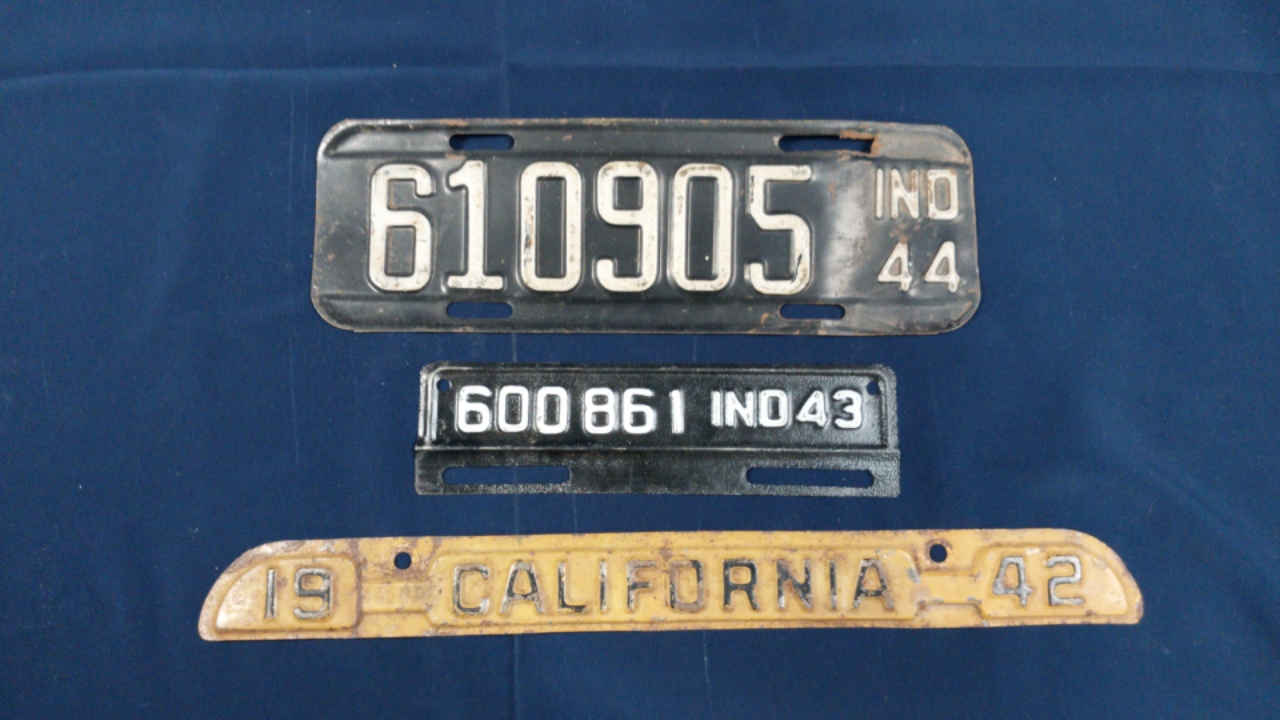 610905 IND
44
600 861 IND 43
19 CALIFORNIA 42